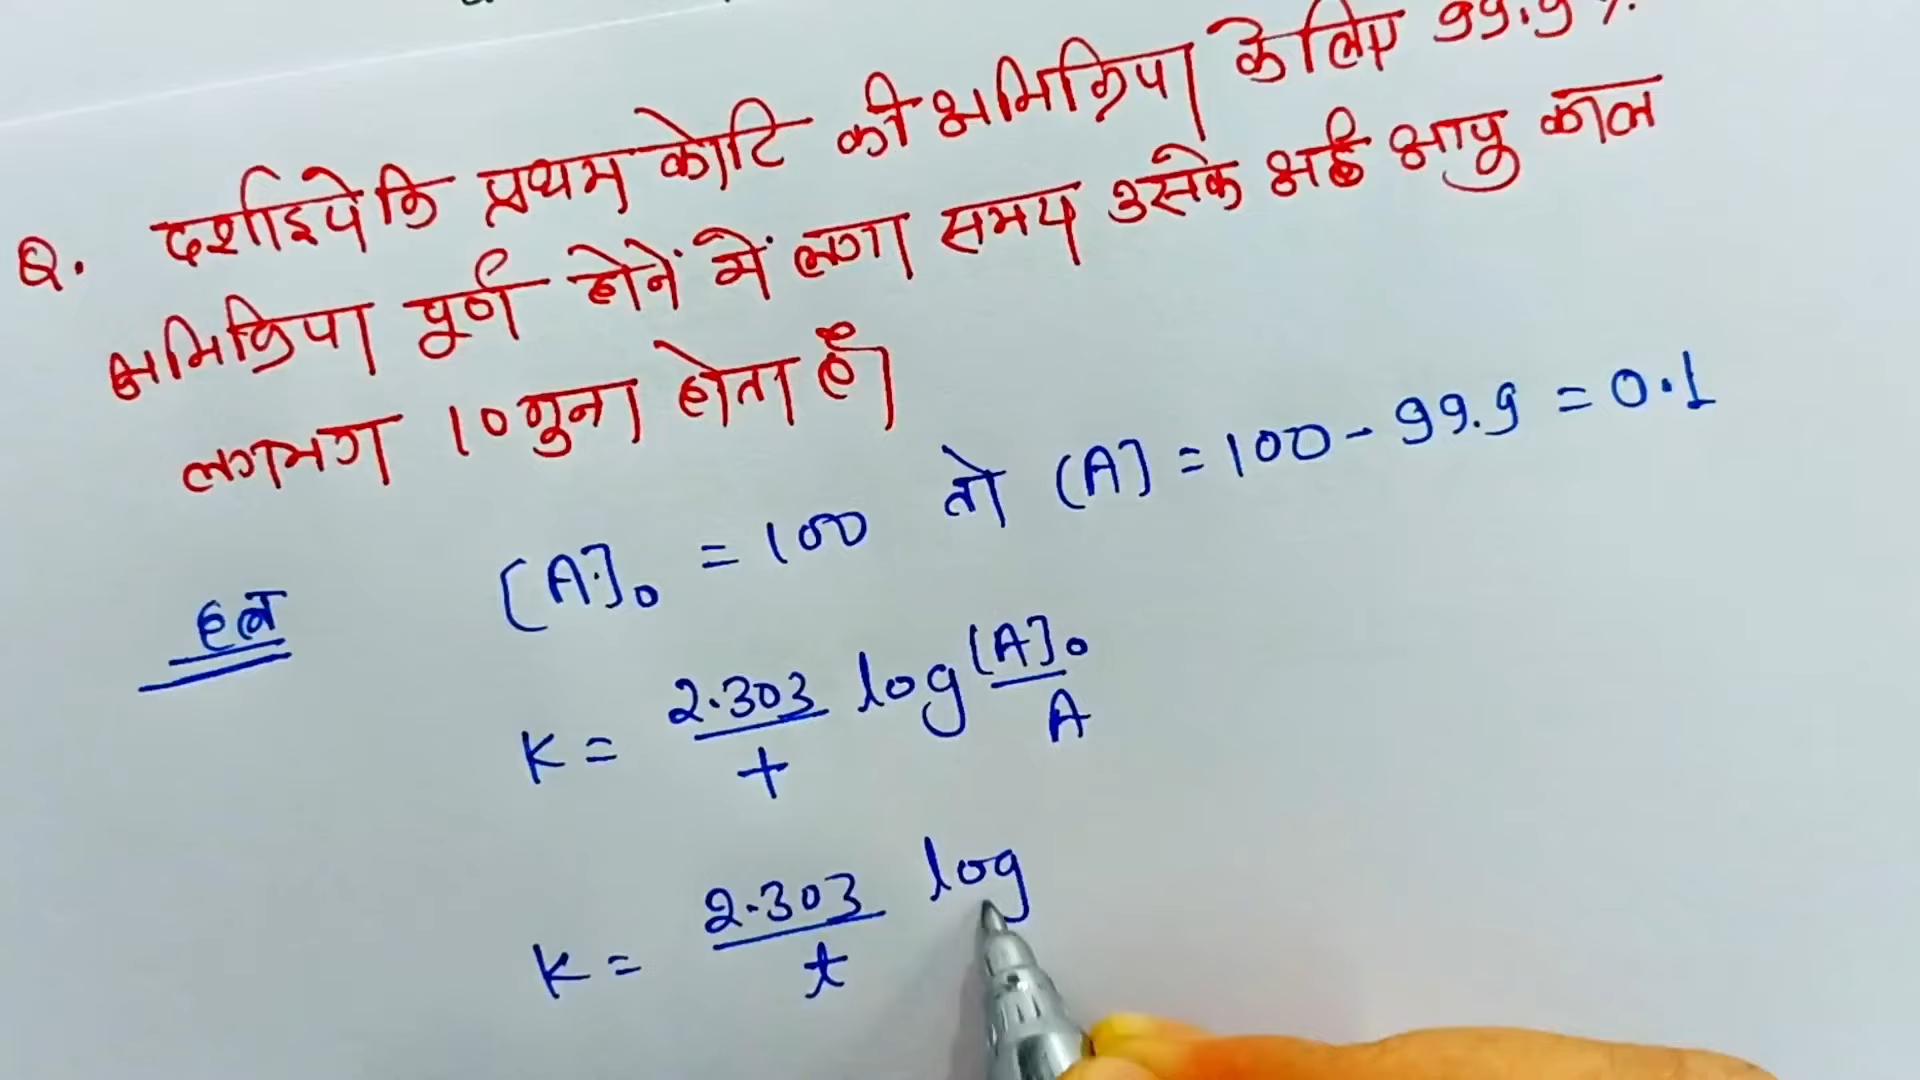 Q. दर्शाइये कि प्रथम कोटि की अभिक्रिया के लिए 99.9%
अभिक्रिया पूर्ण होनें में लगा समय उसके अर्द्ध आयु काल
लगभग 10 गुना होता है।
हल [A]₀ = 100 तो [A] = 100 - 99.9 = 0.1
K = 2.303/t log [A]₀/A
K = 2.303/t log